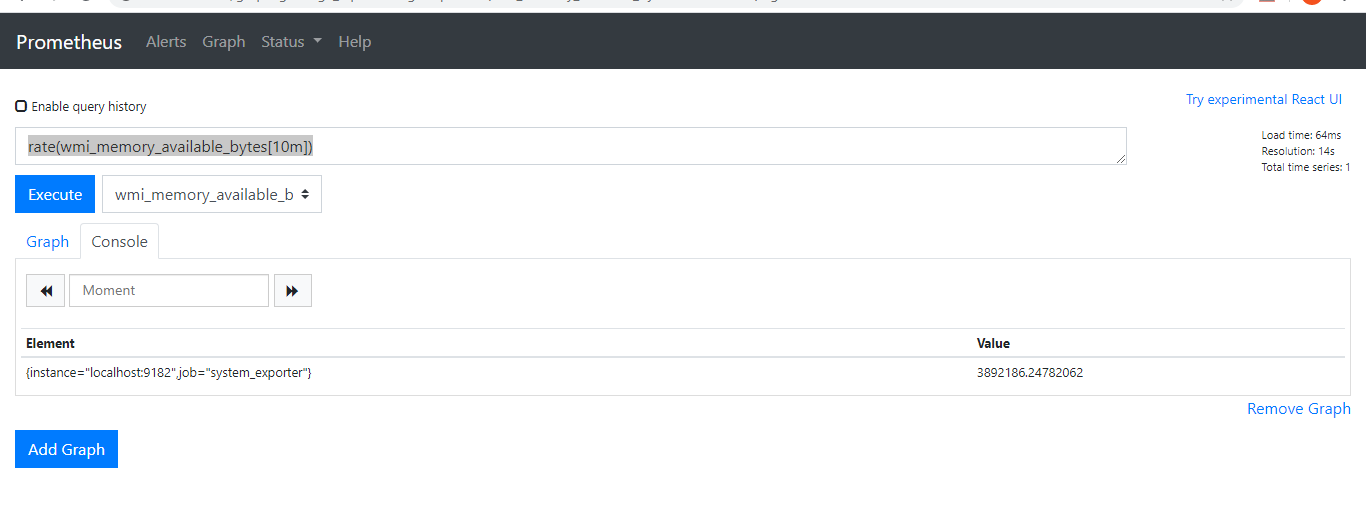 Prometheus Alerts Graph Status Help
Enable query history
Try experimental React UI
rate(wmi_memory_available_bytes[10m])
Load time: 64ms
Resolution: 14s
Total time series: 1
Execute wmi_memory_available_b
Graph Console
Moment
Element Value
{instance="localhost:9182",job="system_exporter"} 3892186.24782062
Remove Graph
Add Graph